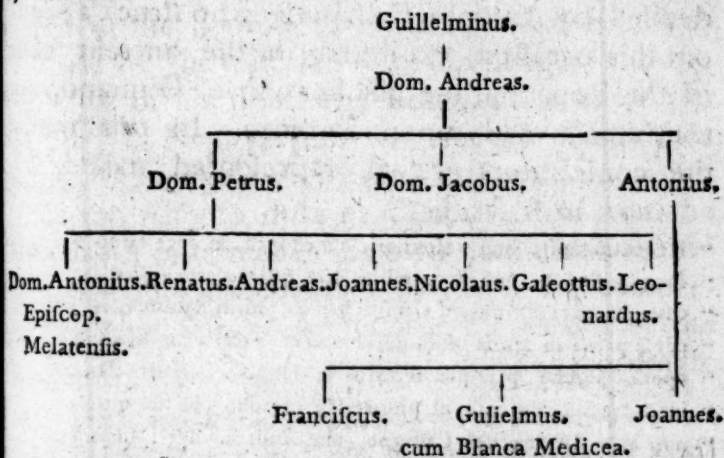 Guillelminus.
Dom. Andreas.
Dom. Petrus. Dom. Jacobus. Antonius.
Dom. Antonius. Renatus. Andreas. Joannes. Nicolaus. Galeottus. Leo-
Epiſcop. nardus.
Melatenſis.
Franciſcus. Gulielmus. Joannes.
cum Blanca Medicea.